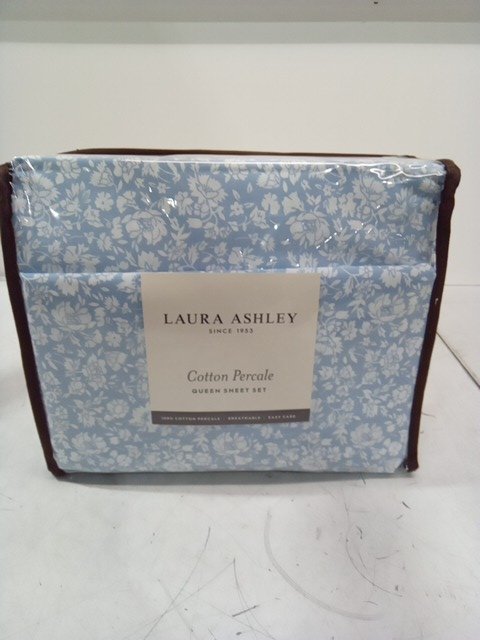 LAURA ASHLEY
SINCE 1953
Cotton Percale
QUEEN SHEET SET
100% COTTON PERCALE BREATHABLE EASY CARE